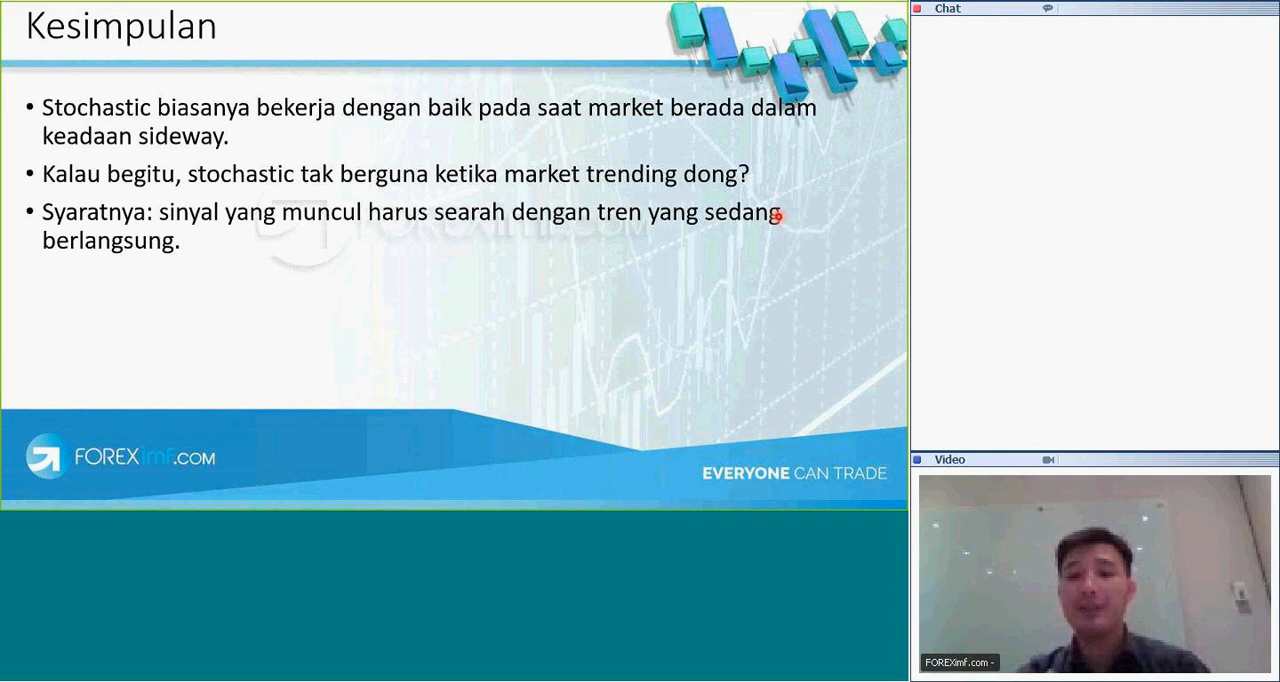 Kesimpulan
• Stochastic biasanya bekerja dengan baik pada saat market berada dalam
keadaan sideway.
• Kalau begitu, stochastic tak berguna ketika market trending dong?
• Syaratnya: sinyal yang muncul harus searah dengan tren yang sedang
berlangsung.
FOREXimf.COM
FOREXimf.COM
EVERYONE CAN TRADE
Chat
Video
FOREXimf.com -